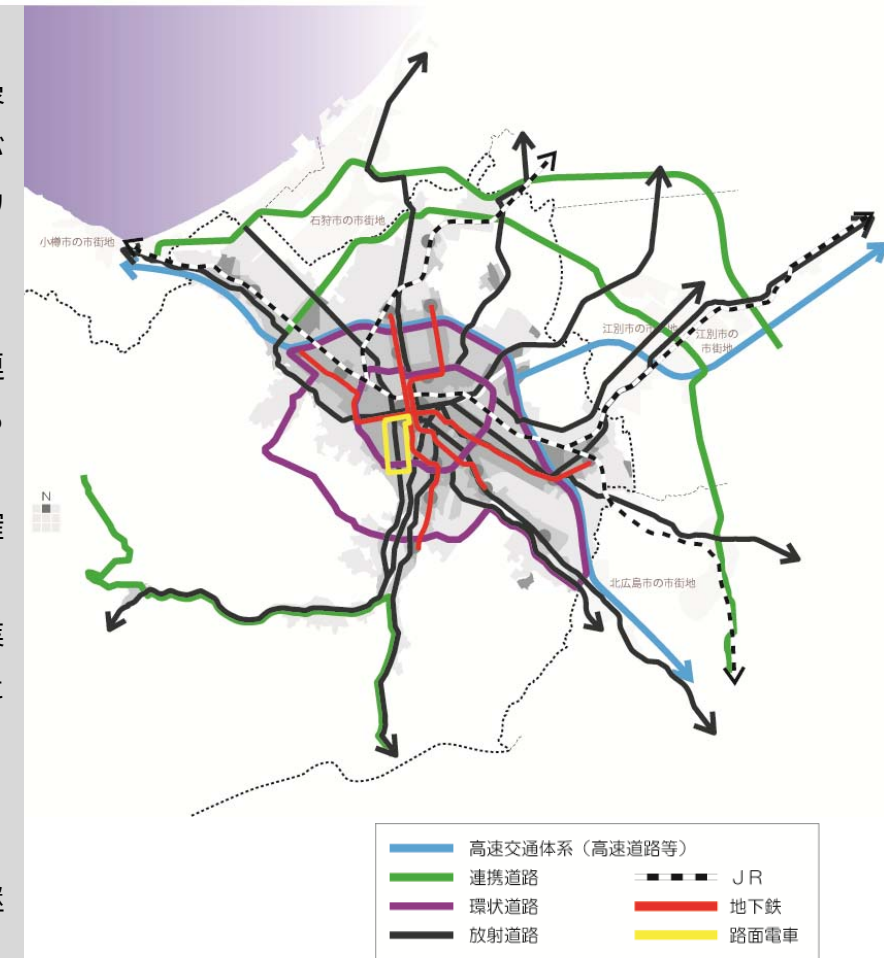 石狩市の市街地
小樽市の市街地
江別市の市街地
江別市の
市街地
N
北広島市の市街地
高速交通体系（高速道路等）
連携道路
JR
環状道路
地下鉄
放射道路
路面電車